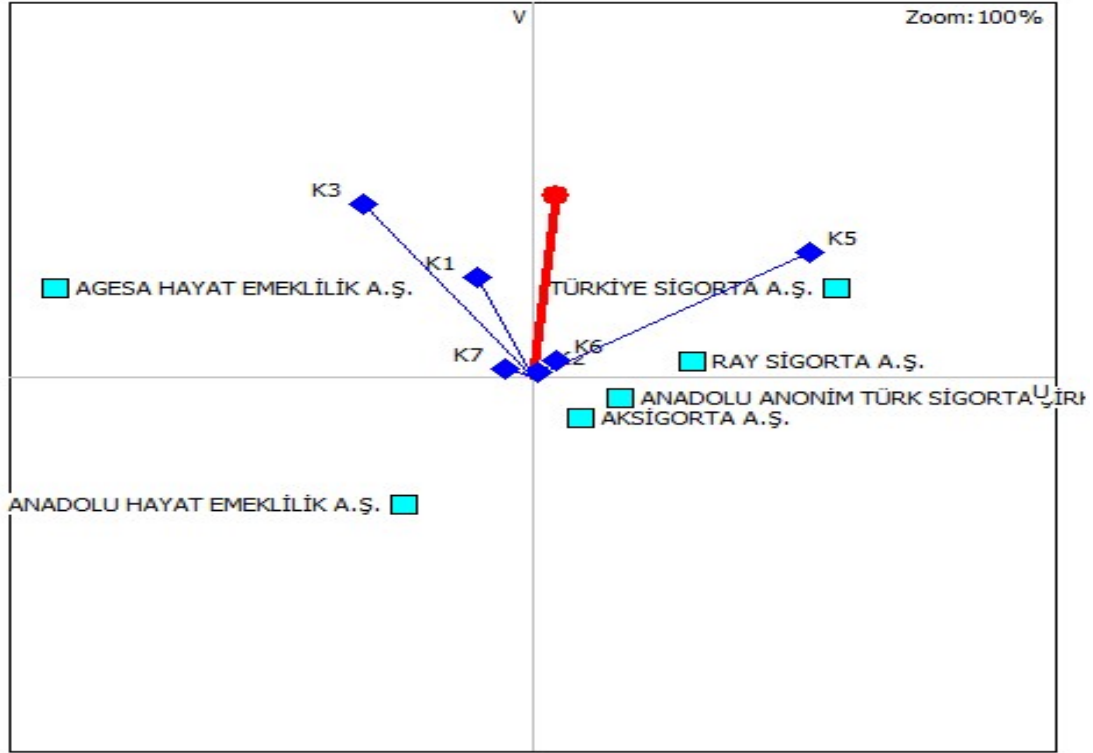 V
Zoom: 100%
K3
K5
K1
AGESA HAYAT EMEKLİLİK A.Ş.
TÜRKİYE SİGORTA A.Ş.
K7
K6
RAY SİGORTA A.Ş.
U
ANADOLU ANONİM TÜRK SİGORTA
AKSİGORTA A.Ş.
ANADOLU HAYAT EMEKLİLİK A.Ş.